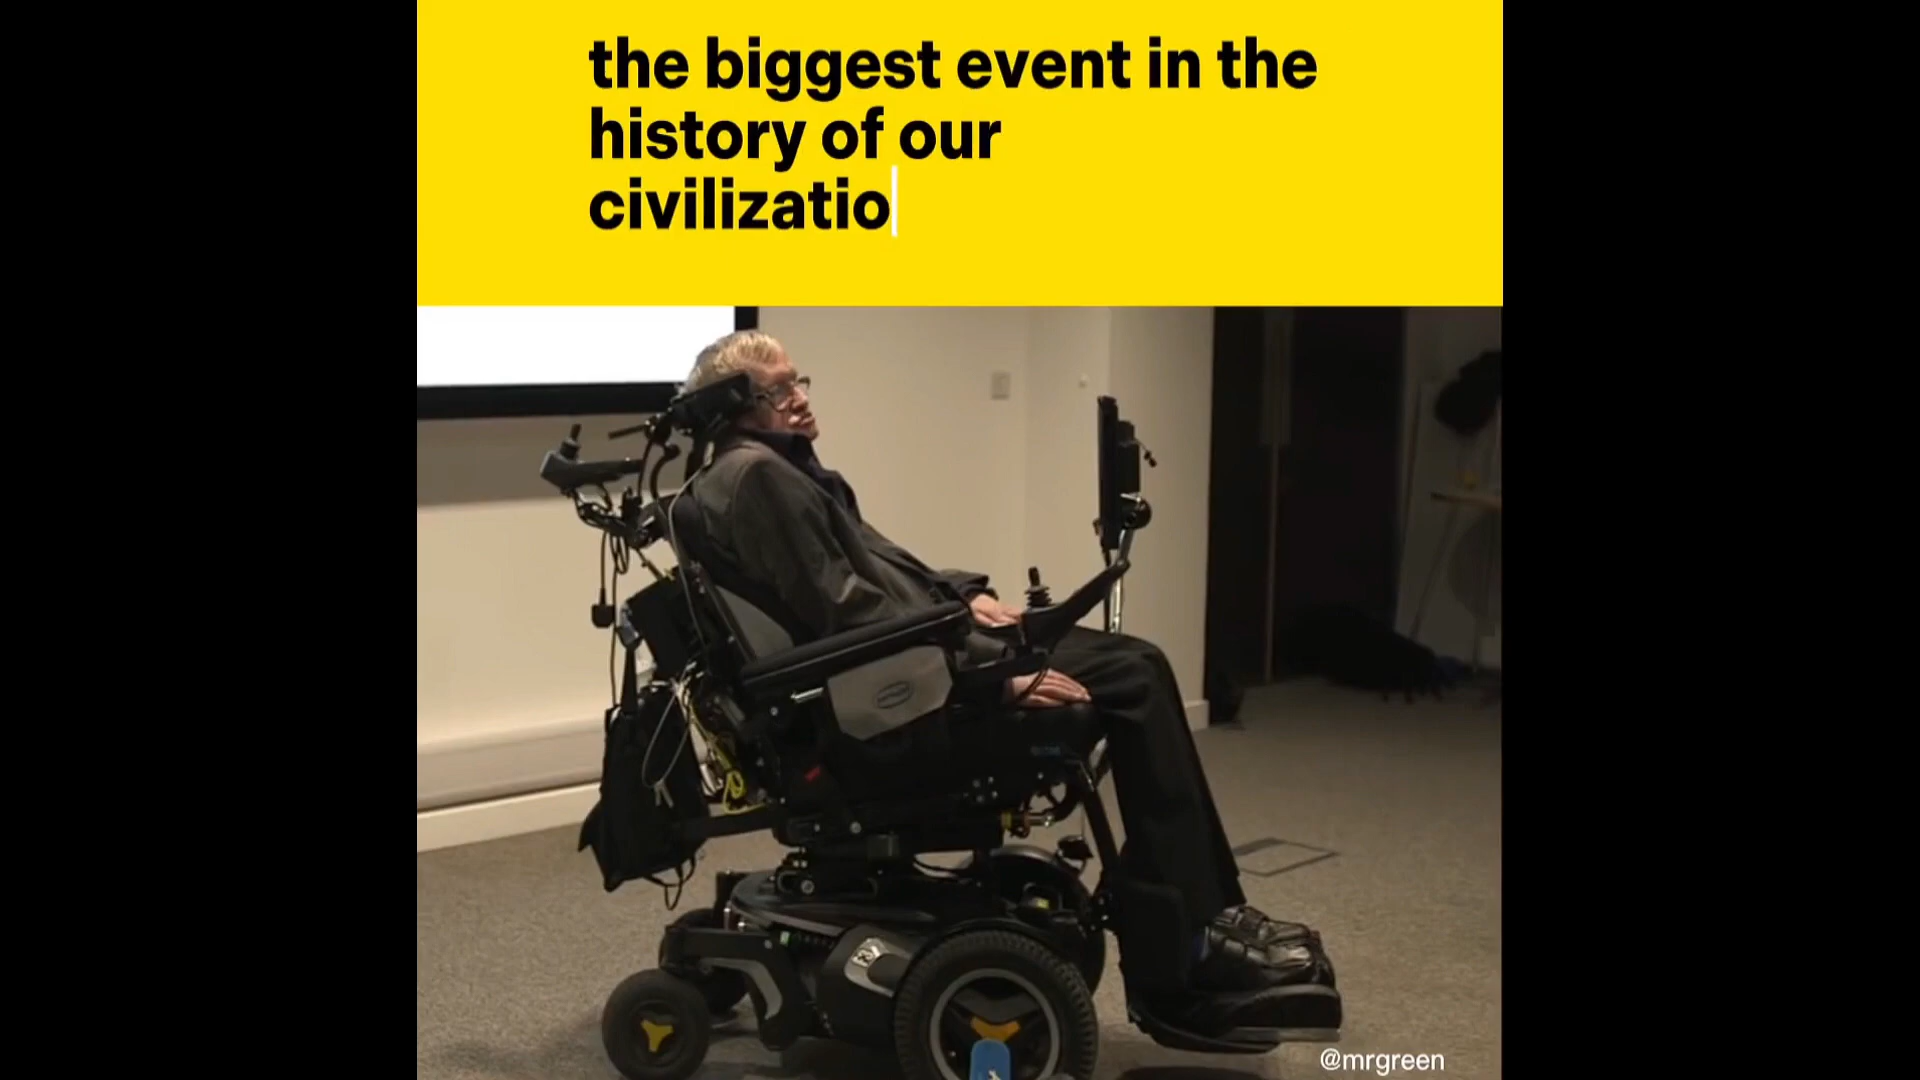 the biggest event in the
history of our
civilizatio
@mrgreen